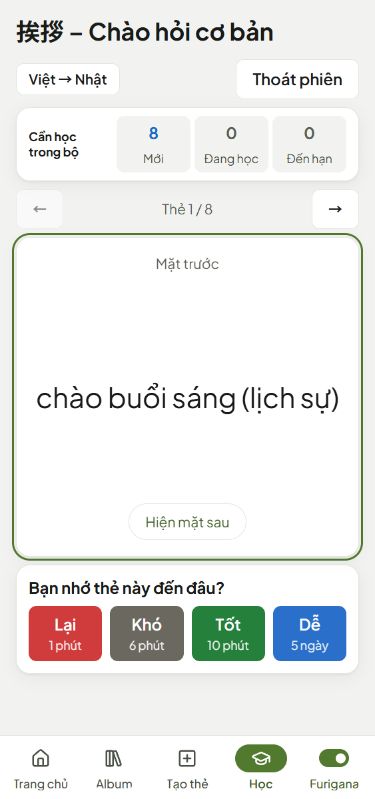 挨拶 – Chào hỏi cơ bản
Việt → Nhật
Thoát phiên
Cần học
trong bộ
8
Mới
0
Đang học
0
Đến hạn
←
Thẻ 1 / 8
→
Mặt trước
chào buổi sáng (lịch sự)
Hiện mặt sau
Bạn nhớ thẻ này đến đâu?
Lại
1 phút
Khó
6 phút
Tốt
10 phút
Dễ
5 ngày
Trang chủ
Album
Tạo thẻ
Học
Furigana